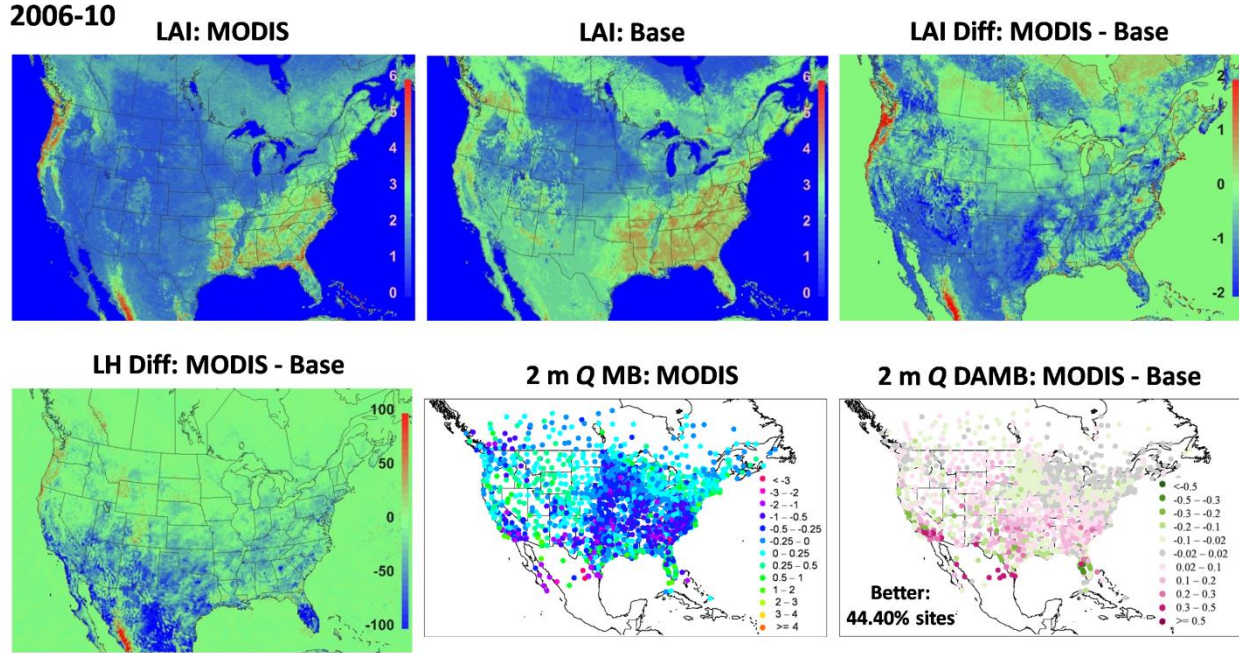 2006-10
LAI: MODIS
LAI: Base
LAI Diff: MODIS - Base
6
5
4
3
2
1
0
6
5
4
3
2
1
0
2
1
0
-1
-2
LH Diff: MODIS - Base
2 m Q MB: MODIS
2 m Q DAMB: MODIS - Base
100
50
0
-50
-100
< -3
-3 – -2
-2 – -1
-1 – -0.5
-0.5 – -0.25
-0.25 – 0
0 – 0.25
0.25 – 0.5
0.5 – 1
1 – 2
2 – 3
3 – 4
>= 4
<-0.5
-0.5 – -0.3
-0.3 – -0.2
-0.2 – -0.1
-0.1 – -0.02
-0.02 – 0.02
0.02 – 0.1
0.1 – 0.2
0.2 – 0.3
0.3 – 0.5
>= 0.5
Better:
44.40% sites